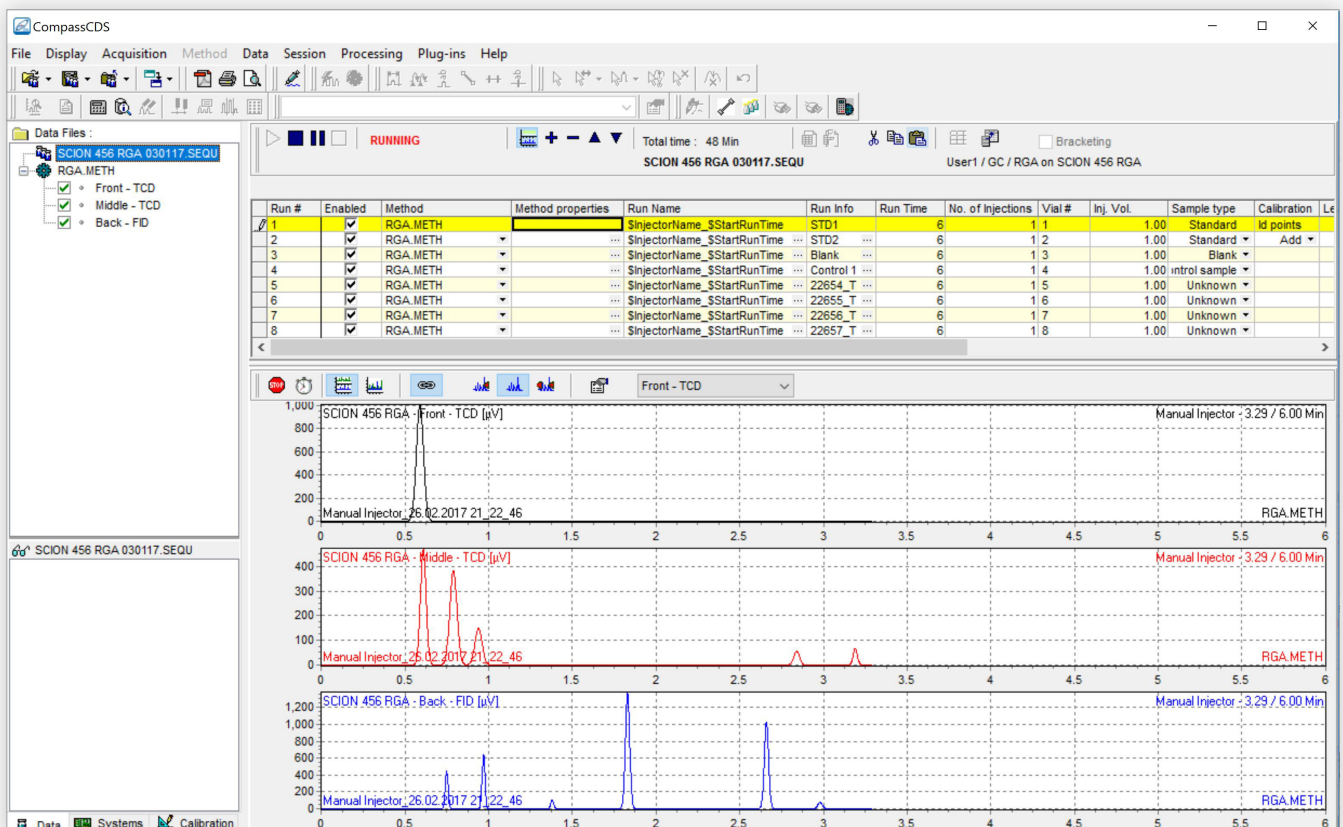 CompassCDS
File Display Acquisition Method Data Session Processing Plug-ins Help
Data Files :
SCION 456 RGA 030117.SEQU
RGA.METH
Front - TCD
Middle - TCD
Back - FID
SCION 456 RGA 030117.SEQU
Data Systems Calibration
RUNNING
Total time : 48 Min
Bracketing
SCION 456 RGA 030117.SEQU
User1 / GC / RGA on SCION 456 RGA
Run # Enabled Method Method properties Run Name Run Info Run Time No. of Injections Vial # Inj. Vol. Sample type Calibration Le
1 RGA.METH $InjectorName_$StartRunTime STD1 6 1 1 1.00 Standard ld points
2 RGA.METH ... $InjectorName_$StartRunTime ... STD2 ... 6 1 2 1.00 Standard Add
3 RGA.METH ... $InjectorName_$StartRunTime ... Blank ... 6 1 3 1.00 Blank
4 RGA.METH ... $InjectorName_$StartRunTime ... Control 1 ... 6 1 4 1.00 ntrol sample
5 RGA.METH ... $InjectorName_$StartRunTime ... 22654_T ... 6 1 5 1.00 Unknown
6 RGA.METH ... $InjectorName_$StartRunTime ... 22655_T ... 6 1 6 1.00 Unknown
7 RGA.METH ... $InjectorName_$StartRunTime ... 22656_T ... 6 1 7 1.00 Unknown
8 RGA.METH ... $InjectorName_$StartRunTime ... 22657_T ... 6 1 8 1.00 Unknown
STOP
Front - TCD
1,000 SCION 456 RGA - Front - TCD [µV] Manual Injector - 3.29 / 6.00 Min
800
600
400
200
Manual Injector_26.02.2017 21_22_46 RGA.METH
0
0 0.5 1 1.5 2 2.5 3 3.5 4 4.5 5 5.5 6
SCION 456 RGA - Middle - TCD [µV] Manual Injector - 3.29 / 6.00 Min
400
300
200
100
Manual Injector_26.02.2017 21_22_46 RGA.METH
0
0 0.5 1 1.5 2 2.5 3 3.5 4 4.5 5 5.5 6
SCION 456 RGA - Back - FID [µV] Manual Injector - 3.29 / 6.00 Min
1,200
1,000
800
600
400
200
Manual Injector_26.02.2017 21_22_46 RGA.METH
0
0 0.5 1 1.5 2 2.5 3 3.5 4 4.5 5 5.5 6